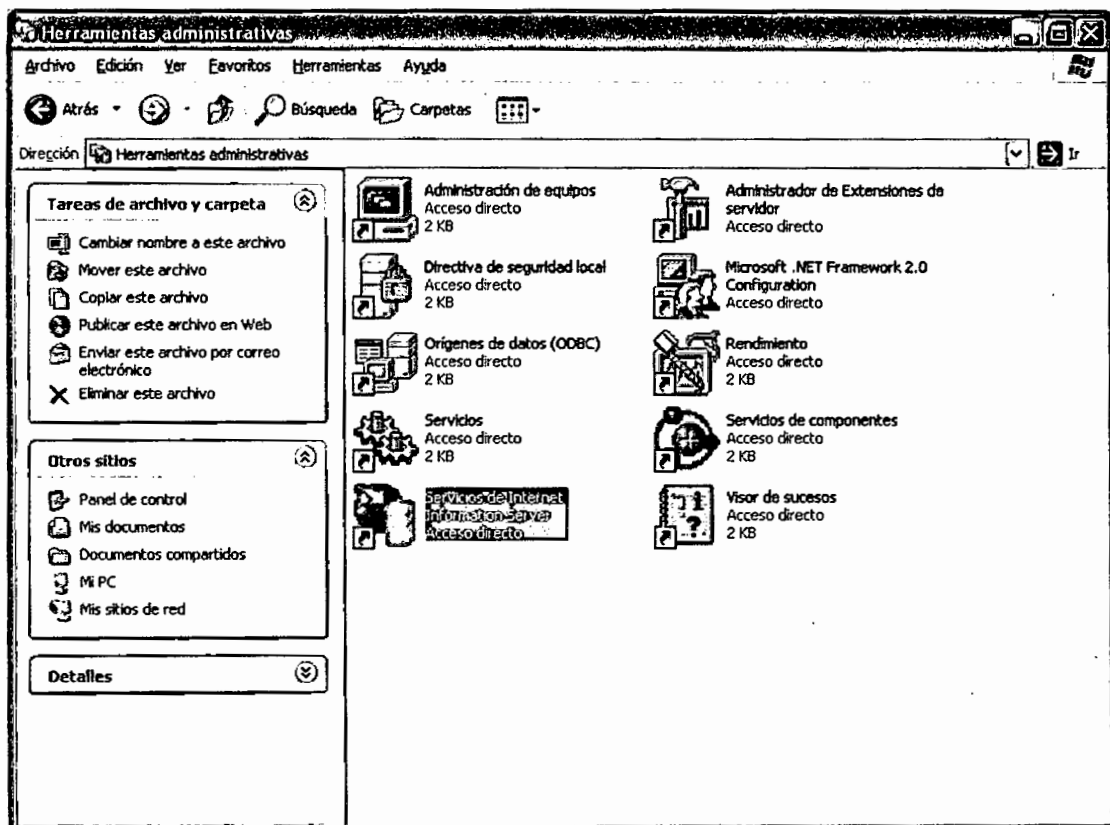 Herramientas administrativas
Archivo Edición Ver Favoritos Herramientas Ayuda
Atrás Búsqueda Carpetas
Dirección Herramientas administrativas Ir
Tareas de archivo y carpeta
Cambiar nombre a este archivo
Mover este archivo
Copiar este archivo
Publicar este archivo en Web
Enviar este archivo por correo
electrónico
Eliminar este archivo
Otros sitios
Panel de control
Mis documentos
Documentos compartidos
Mi PC
Mis sitios de red
Detalles
Administración de equipos
Acceso directo
2 KB
Administrador de Extensiones de
servidor
Acceso directo
Directiva de seguridad local
Acceso directo
2 KB
Microsoft .NET Framework 2.0
Configuration
Acceso directo
Orígenes de datos (ODBC)
Acceso directo
2 KB
Rendimiento
Acceso directo
2 KB
Servicios
Acceso directo
2 KB
Servicios de componentes
Acceso directo
2 KB
Servicios de Internet
Information Server
Acceso directo
Visor de sucesos
Acceso directo
2 KB